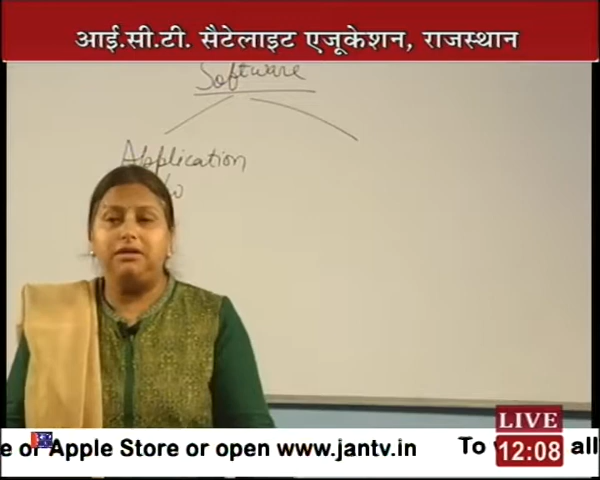 आई.सी.टी. सैटेलाइट एजूकेशन, राजस्थान
Software
Application
LIVE
12:08
Apple Store or open www.jantv.in
To
all